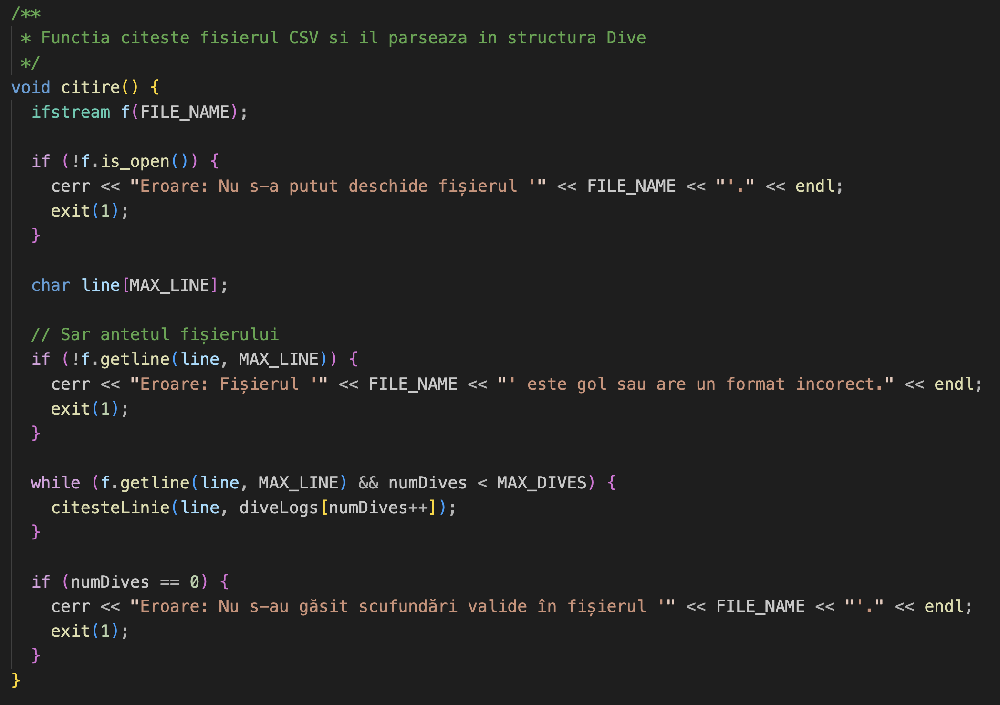 /**
 * Functia citeste fisierul CSV si il parseaza in structura Dive
 */
void citire() {
  ifstream f(FILE_NAME);

  if (!f.is_open()) {
    cerr << "Eroare: Nu s-a putut deschide fișierul '" << FILE_NAME << "'." << endl;
    exit(1);
  }

  char line[MAX_LINE];

  // Sar antetul fișierului
  if (!f.getline(line, MAX_LINE)) {
    cerr << "Eroare: Fișierul '" << FILE_NAME << "' este gol sau are un format incorect." << endl;
    exit(1);
  }

  while (f.getline(line, MAX_LINE) && numDives < MAX_DIVES) {
    citesteLinie(line, diveLogs[numDives++]);
  }

  if (numDives == 0) {
    cerr << "Eroare: Nu s-au găsit scufundări valide în fișierul '" << FILE_NAME << "'." << endl;
    exit(1);
  }
}